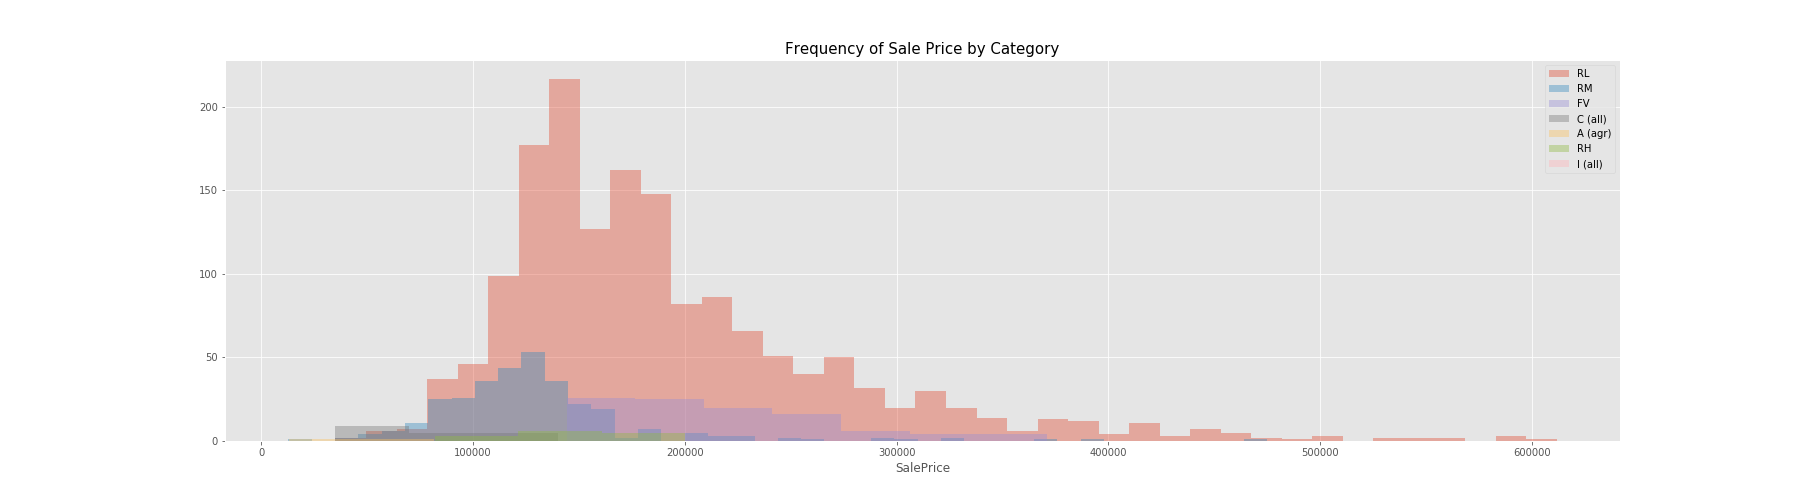 Frequency of Sale Price by Category
RL
RM
FV
C (all)
A (agr)
RH
I (all)
200
150
100
50
0
0 100000 200000 300000 400000 500000 600000
SalePrice